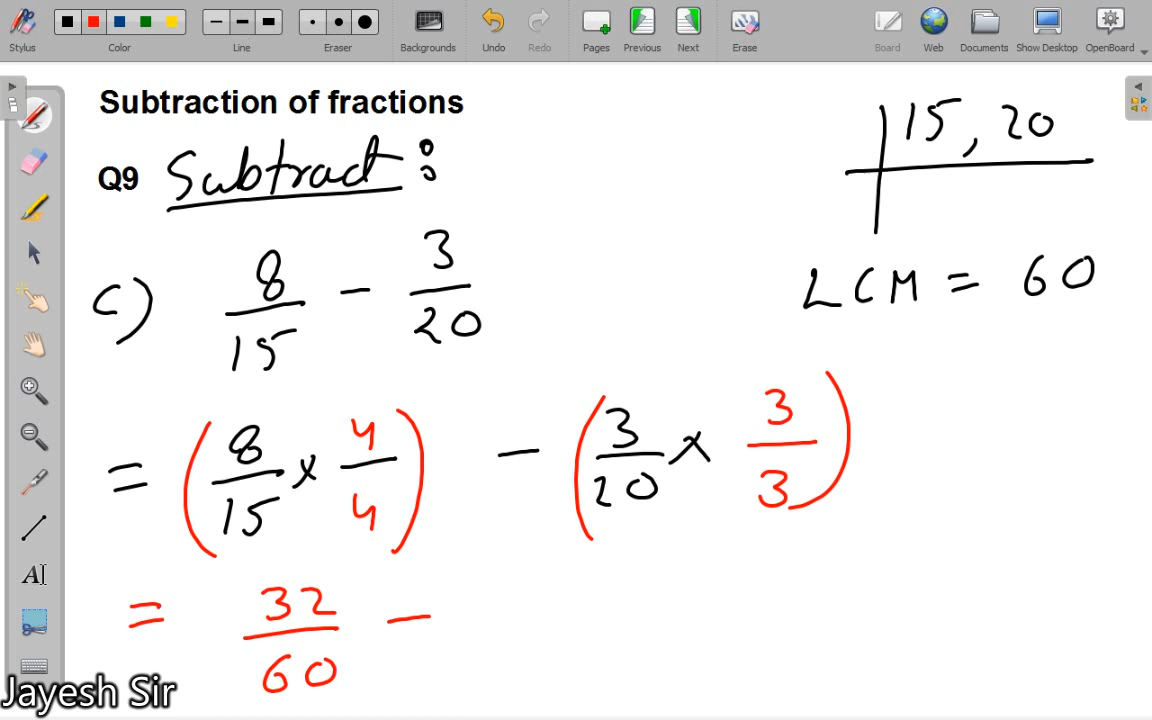 Stylus Color Line Eraser Backgrounds Undo Redo Pages Previous Next Erase Board Web Documents Show Desktop OpenBoard
Subtraction of fractions
Q9 Subtract :
15, 20
LCM = 60
c) 8/15 - 3/20
= (8/15 × 4/4) - (3/20 × 3/3)
= 32/60 -
Jayesh Sir